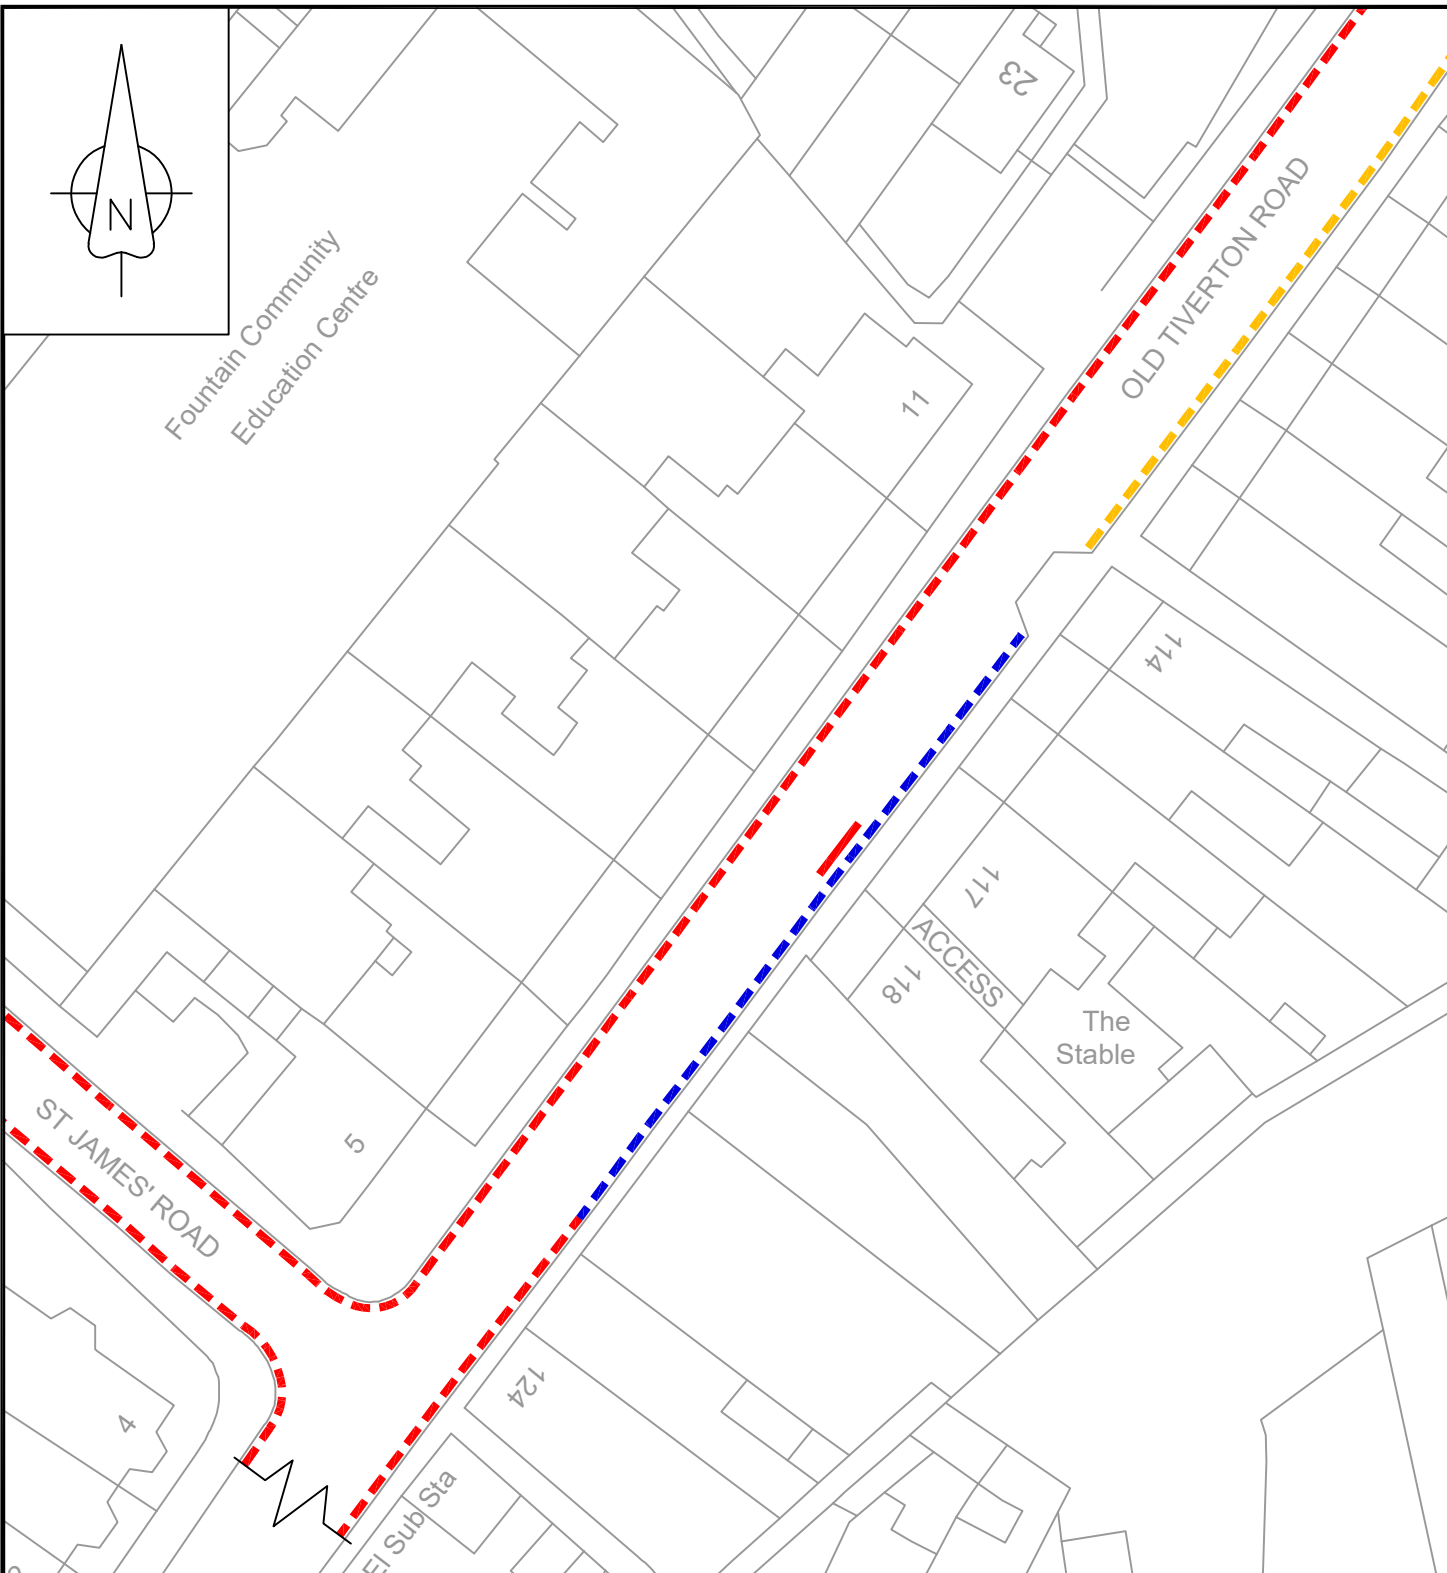 N
23
Fountain Community
Education Centre
OLD TIVERTON ROAD
11
114
117
ACCESS
118
The
Stable
ST JAMES' ROAD
5
124
4
El Sub Sta